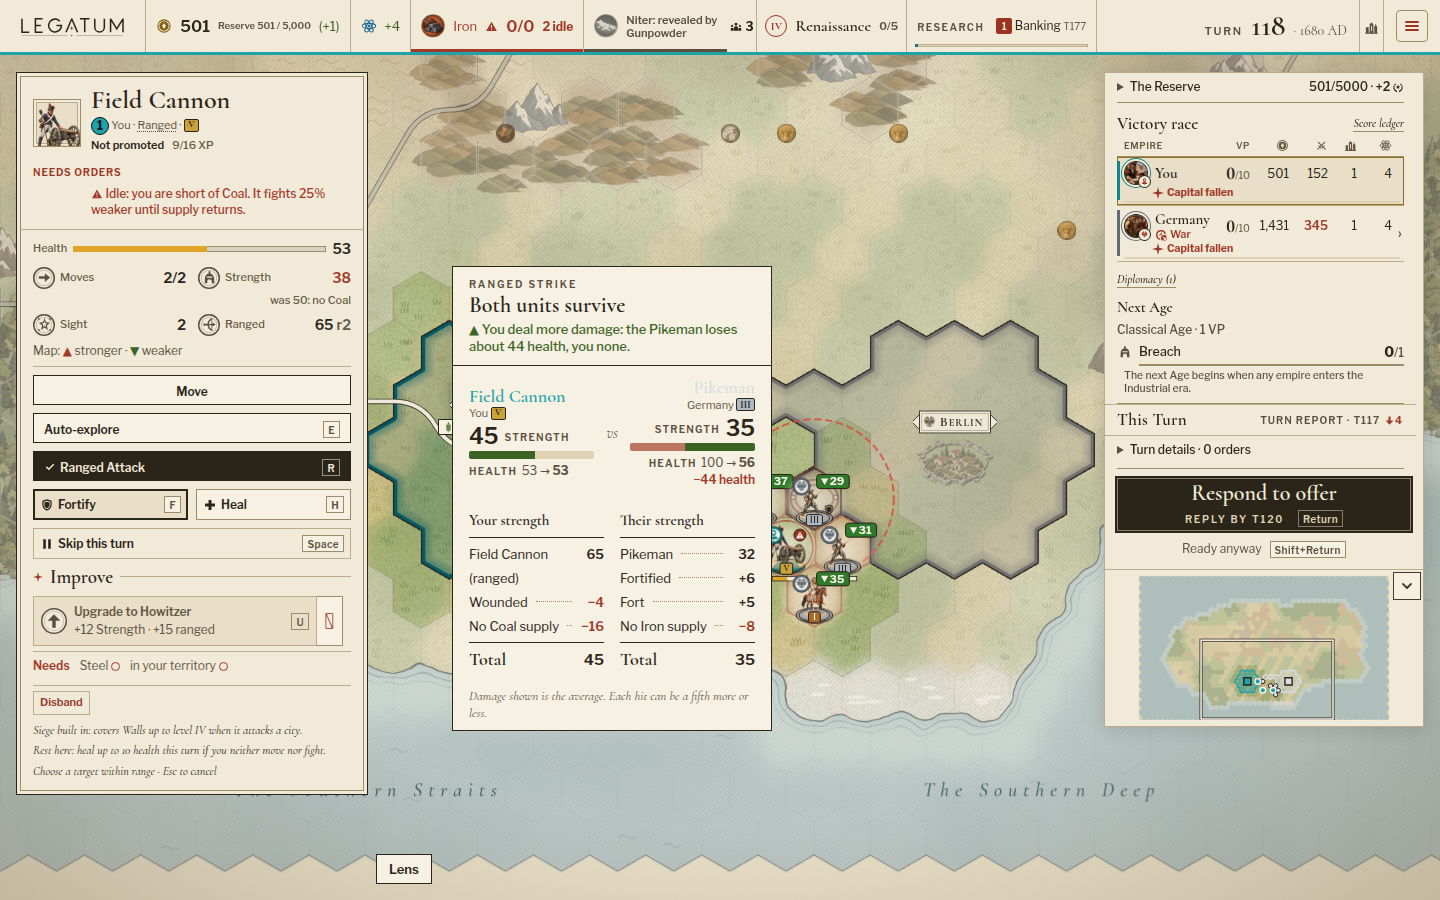 LEGATUM
501 Reserve 501 / 5,000 (+1)
+4
Iron 0/0 2 idle
Niter: revealed by Gunpowder
3
IV Renaissance 0/5
RESEARCH 1 Banking T177
TURN 118 · 1680 AD
Field Cannon
1 You · Ranged · V
Not promoted 9/16 XP
NEEDS ORDERS
Idle: you are short of Coal. It fights 25%
weaker until supply returns.
Health 53
Moves 2/2 Strength 38
was 50: no Coal
Sight 2 Ranged 65 r2
Map: stronger · weaker
Move
Auto-explore E
Ranged Attack R
Fortify F Heal H
Skip this turn Space
Improve
Upgrade to Howitzer
+12 Strength · +15 ranged U
Needs Steel in your territory
Disband
Siege built in: covers Walls up to level IV when it attacks a city.
Rest here: heal up to 10 health this turn if you neither move nor fight.
Choose a target within range · Esc to cancel
RANGED STRIKE
Both units survive
You deal more damage: the Pikeman loses
about 44 health, you none.
Field Cannon
You V
45 STRENGTH
HEALTH 53 → 53
vs
Pikeman
Germany III
STRENGTH 35
HEALTH 100 → 56
−44 health
Your strength
Field Cannon 65
(ranged)
Wounded −4
No Coal supply −16
Total 45
Their strength
Pikeman 32
Fortified +6
Fort +5
No Iron supply −8
Total 35
Damage shown is the average. Each hit can be a fifth more or
less.
37
29
III
31
V
III
35
I
BERLIN
Straits
The Southern Deep
Lens
The Reserve 501/5000 · +2
Victory race Score ledger
EMPIRE VP
You 0/10 501 152 1 4
Capital fallen
Germany 0/10 1,431 345 1 4
War
Capital fallen
Diplomacy (1)
Next Age
Classical Age · 1 VP
Breach 0/1
The next Age begins when any empire enters the
Industrial era.
This Turn TURN REPORT · T117 4
Turn details · 0 orders
Respond to offer
REPLY BY T120 Return
Ready anyway Shift+Return